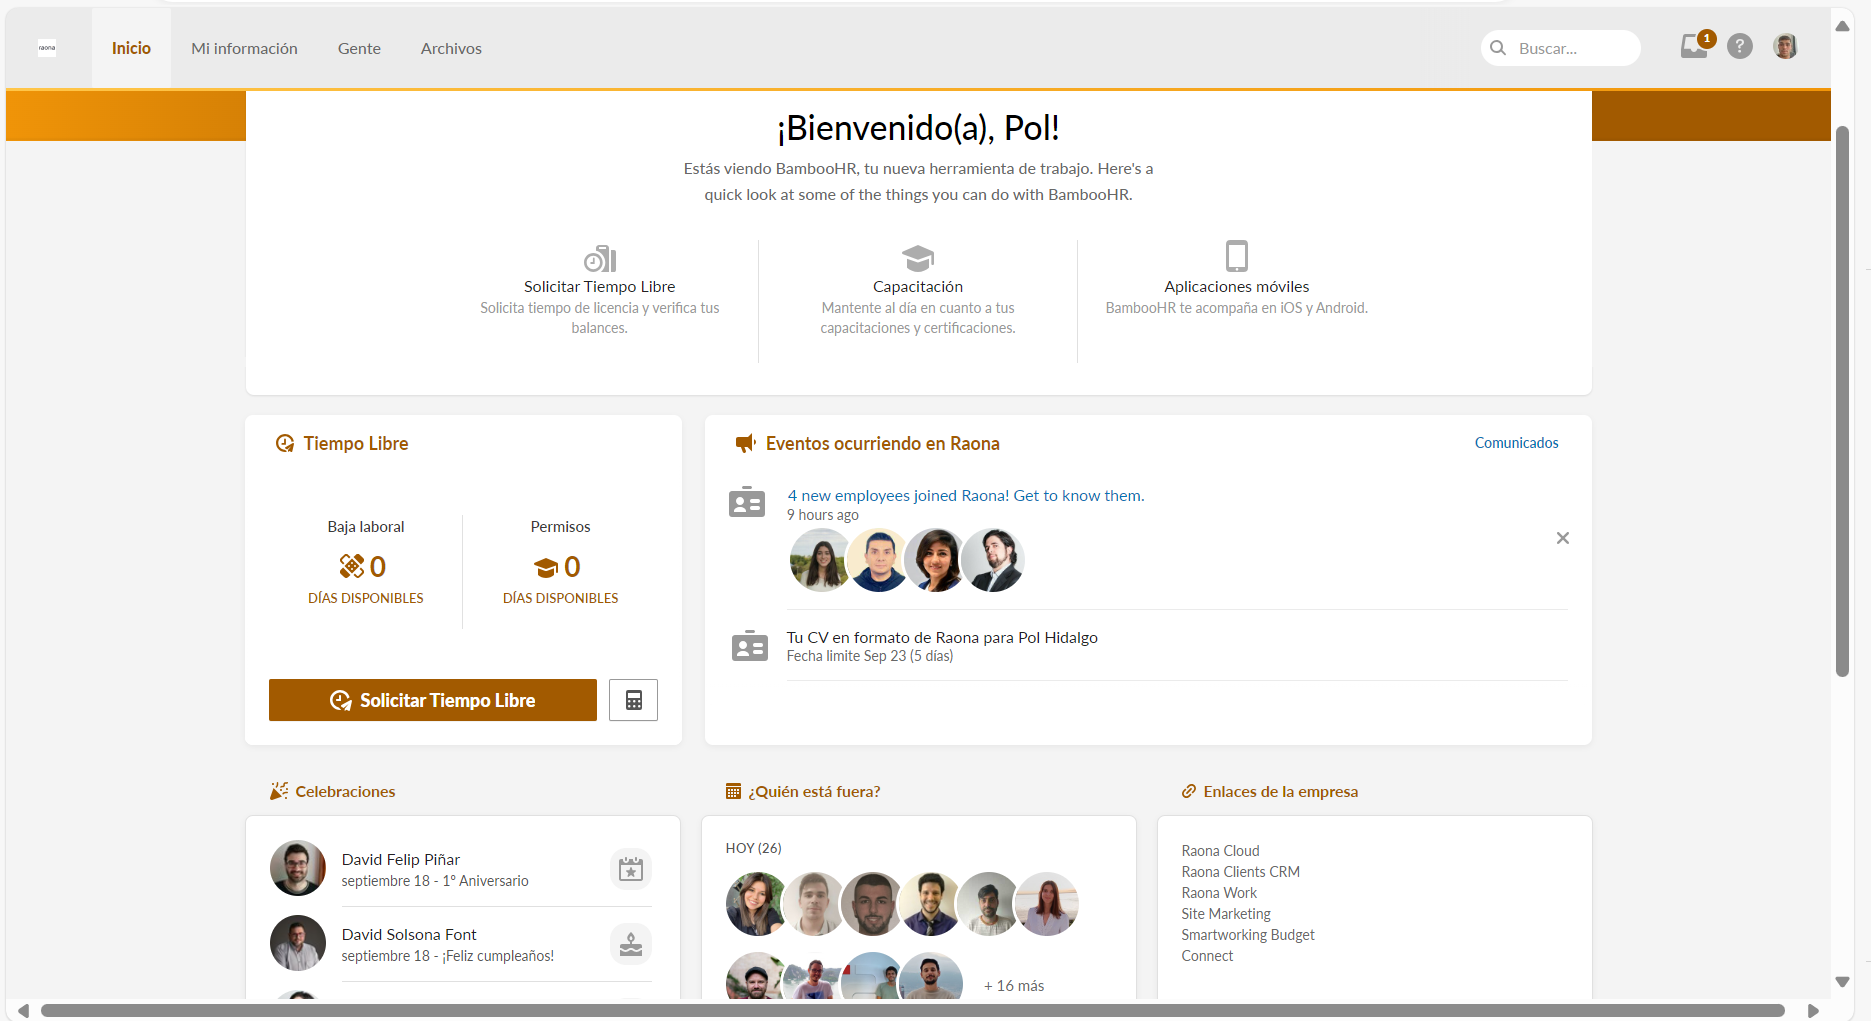 raona
Inicio
Mi información
Gente
Archivos
Buscar...
1
?
¡Bienvenido(a), Pol!
Estás viendo BambooHR, tu nueva herramienta de trabajo. Here's a
quick look at some of the things you can do with BambooHR.
Solicitar Tiempo Libre
Solicita tiempo de licencia y verifica tus
balances.
Capacitación
Mantente al día en cuanto a tus
capacitaciones y certificaciones.
Aplicaciones móviles
BambooHR te acompaña en iOS y Android.
Tiempo Libre
Baja laboral
0
DÍAS DISPONIBLES
Permisos
0
DÍAS DISPONIBLES
Solicitar Tiempo Libre
Eventos ocurriendo en Raona
Comunicados
4 new employees joined Raona! Get to know them.
9 hours ago
Tu CV en formato de Raona para Pol Hidalgo
Fecha limite Sep 23 (5 días)
Celebraciones
David Felip Piñar
septiembre 18 - 1º Aniversario
David Solsona Font
septiembre 18 - ¡Feliz cumpleaños!
¿Quién está fuera?
HOY (26)
+ 16 más
Enlaces de la empresa
Raona Cloud
Raona Clients CRM
Raona Work
Site Marketing
Smartworking Budget
Connect